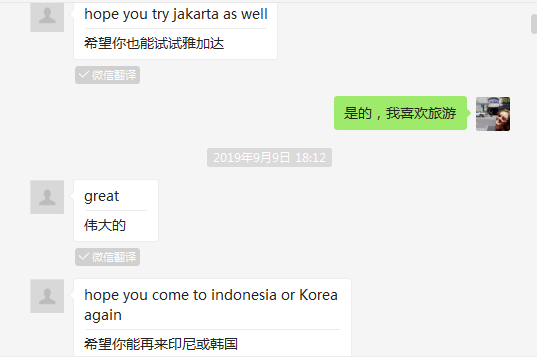 hope you try jakarta as well
希望你也能试试雅加达
微信翻译
是的，我喜欢旅游
2019年9月9日 18:12
great
伟大的
微信翻译
hope you come to indonesia or Korea
again
希望你能再来印尼或韩国